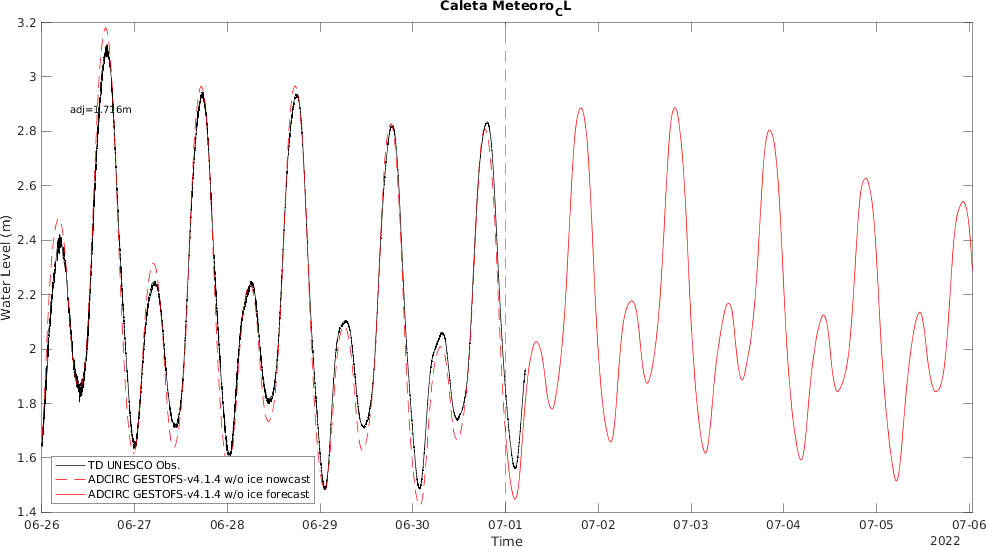 Caleta Meteoro_CL
3.2
3
2.8
2.6
2.4
2.2
2
1.8
1.6
1.4
Water Level (m)
adj=1.716m
TD UNESCO Obs.
ADCIRC GESTOFS-v4.1.4 w/o ice nowcast
ADCIRC GESTOFS-v4.1.4 w/o ice forecast
06-26 06-27 06-28 06-29 06-30 07-01 07-02 07-03 07-04 07-05 07-06
Time
2022